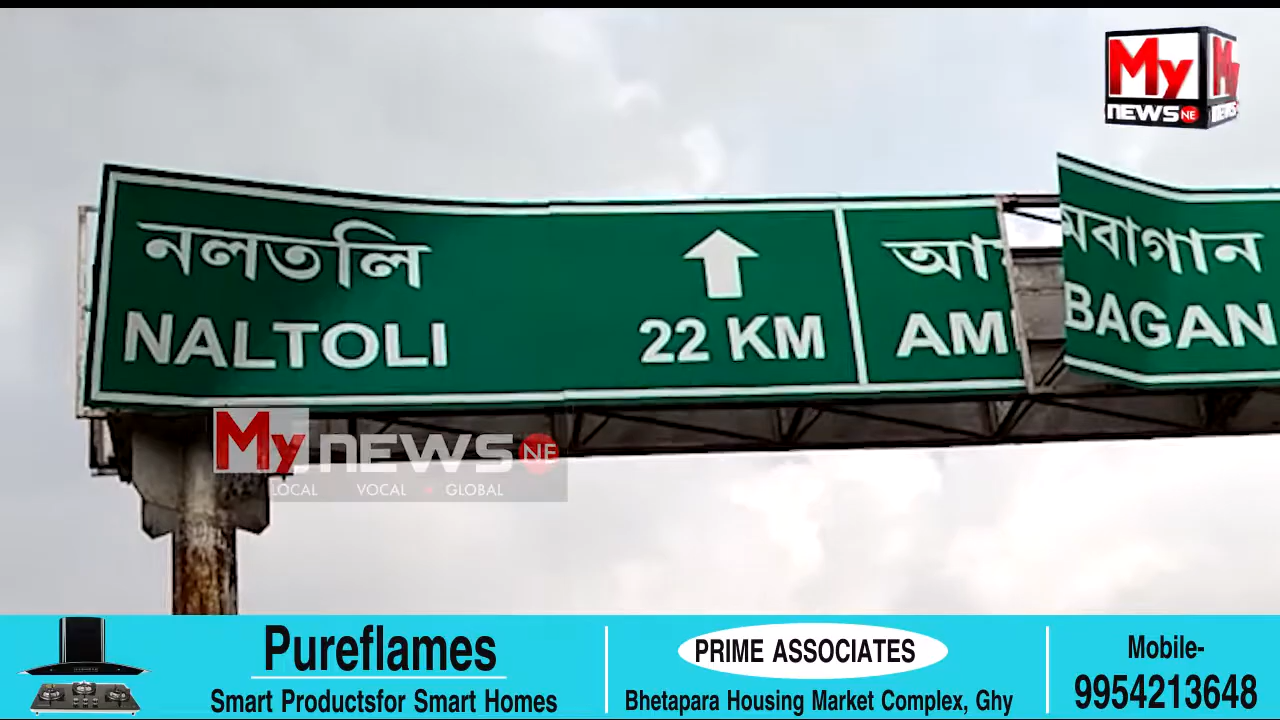 My
NEWS NE
নলতলি
NALTOLI
22 KM
আমবাগান
AM
BAGAN
My NEWS NE
LOCAL VOCAL GLOBAL
Pureflames
Smart Productsfor Smart Homes
PRIME ASSOCIATES
Bhetapara Housing Market Complex, Ghy
Mobile-
9954213648